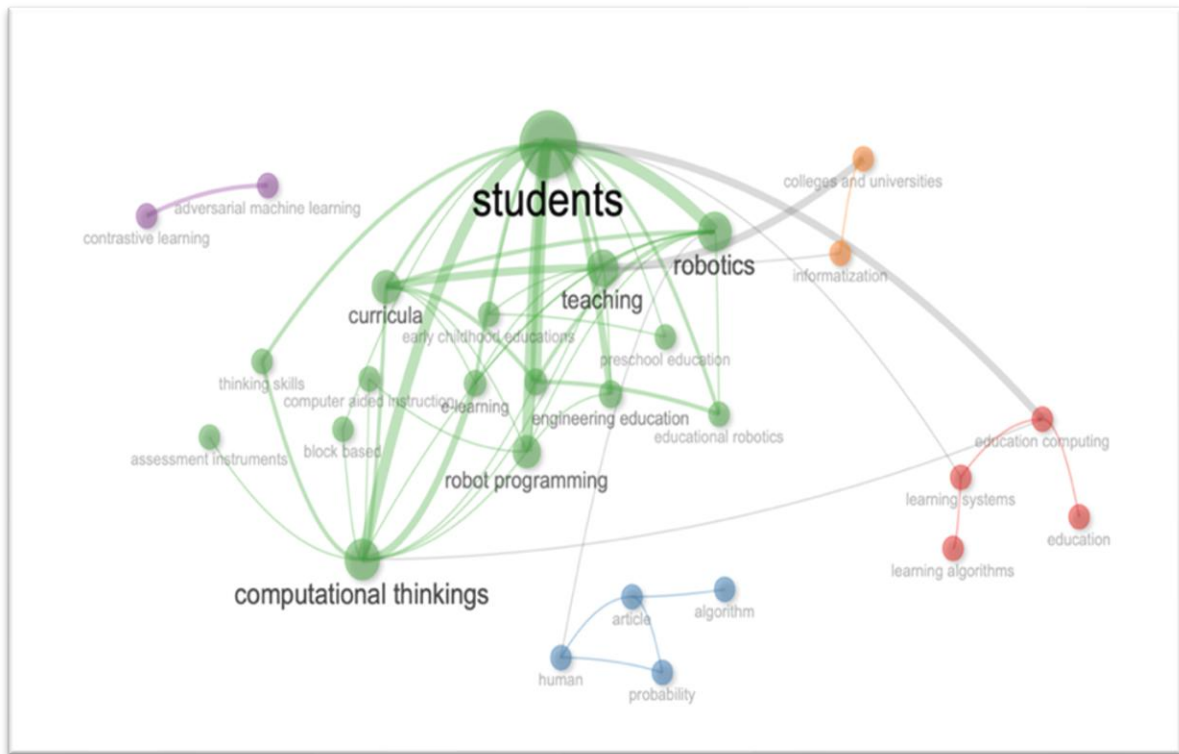 colleges and universities
adversarial machine learning
students
contrastive learning
robotics
informatization
teaching
curricula
early childhood educations
preschool education
thinking skills
computer aided instruction
e-learning
engineering education
educational robotics
education computing
block based
assessment instruments
robot programming
learning systems
education
learning algorithms
computational thinkings
article
algorithm
human
probability